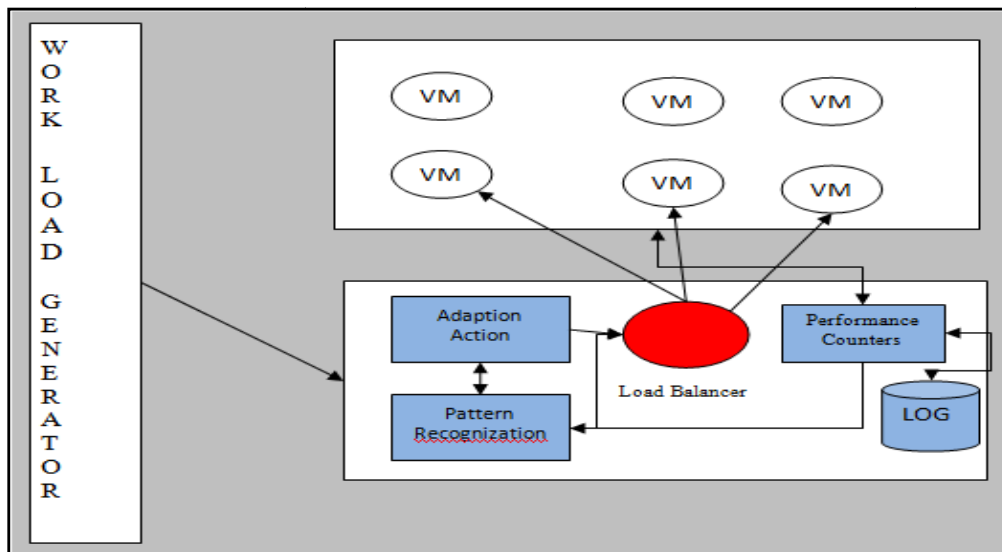 WORK LOAD GENERATOR
VM
VM
VM
VM
VM
VM
Adaption
Action
Performance
Counters
Load Balancer
Pattern
Recognization
LOG